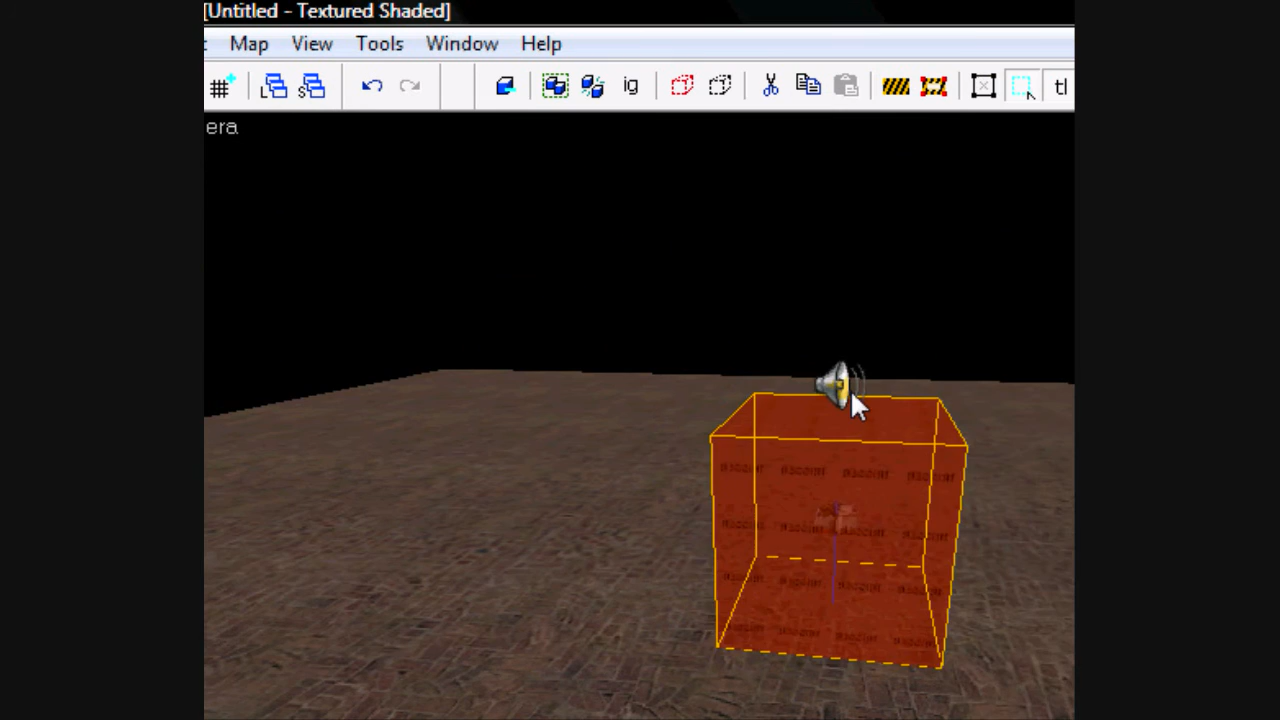 [Untitled - Textured Shaded]
Map View Tools Window Help
L S ig tl
era